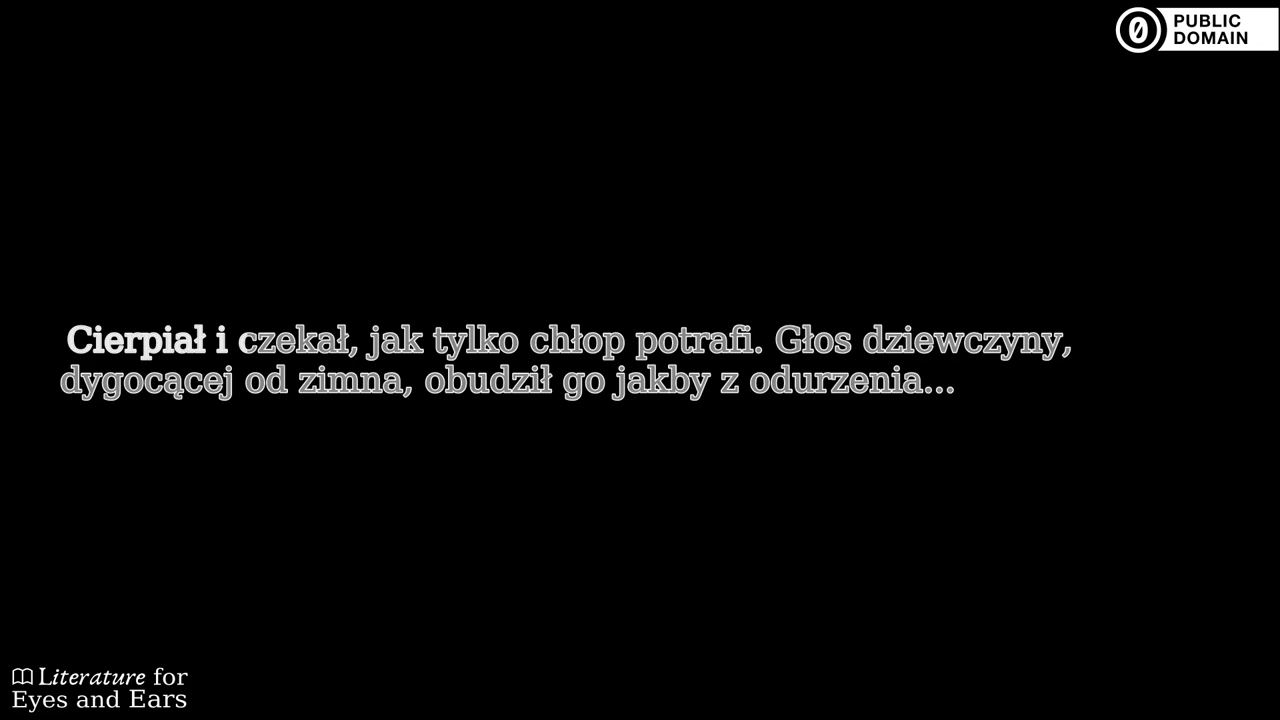 PUBLIC
DOMAIN
Cierpiał i czekał, jak tylko chłop potrafi. Głos dziewczyny,
dygocącej od zimna, obudził go jakby z odurzenia...
Literature for
Eyes and Ears